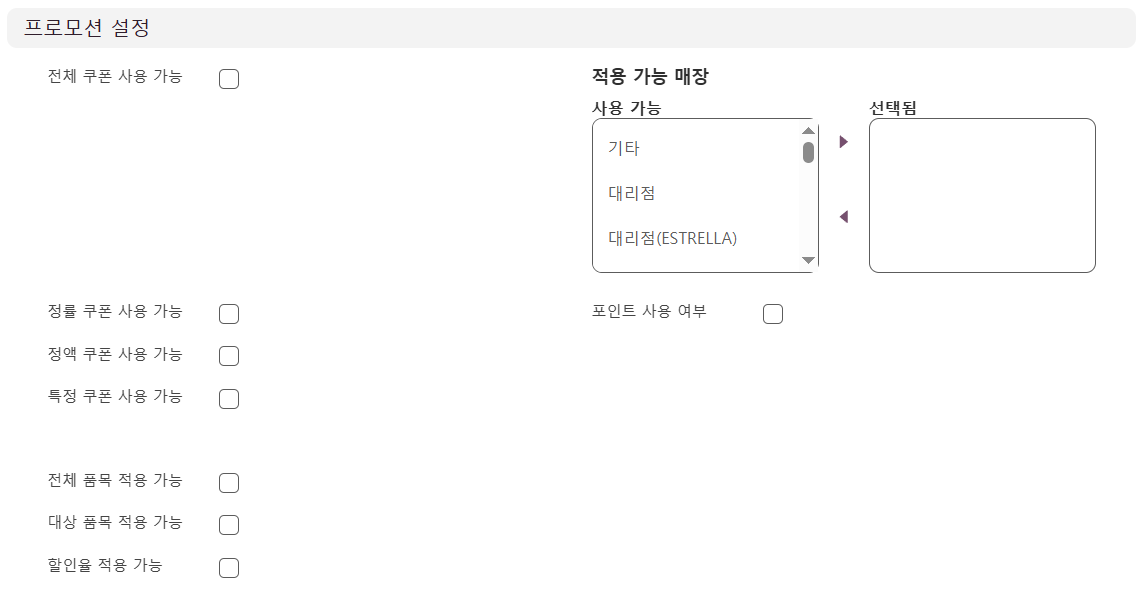 프로모션 설정
전체 쿠폰 사용 가능
적용 가능 매장
사용 가능
선택됨
기타
대리점
대리점(ESTRELLA)
정률 쿠폰 사용 가능
포인트 사용 여부
정액 쿠폰 사용 가능
특정 쿠폰 사용 가능
전체 품목 적용 가능
대상 품목 적용 가능
할인율 적용 가능